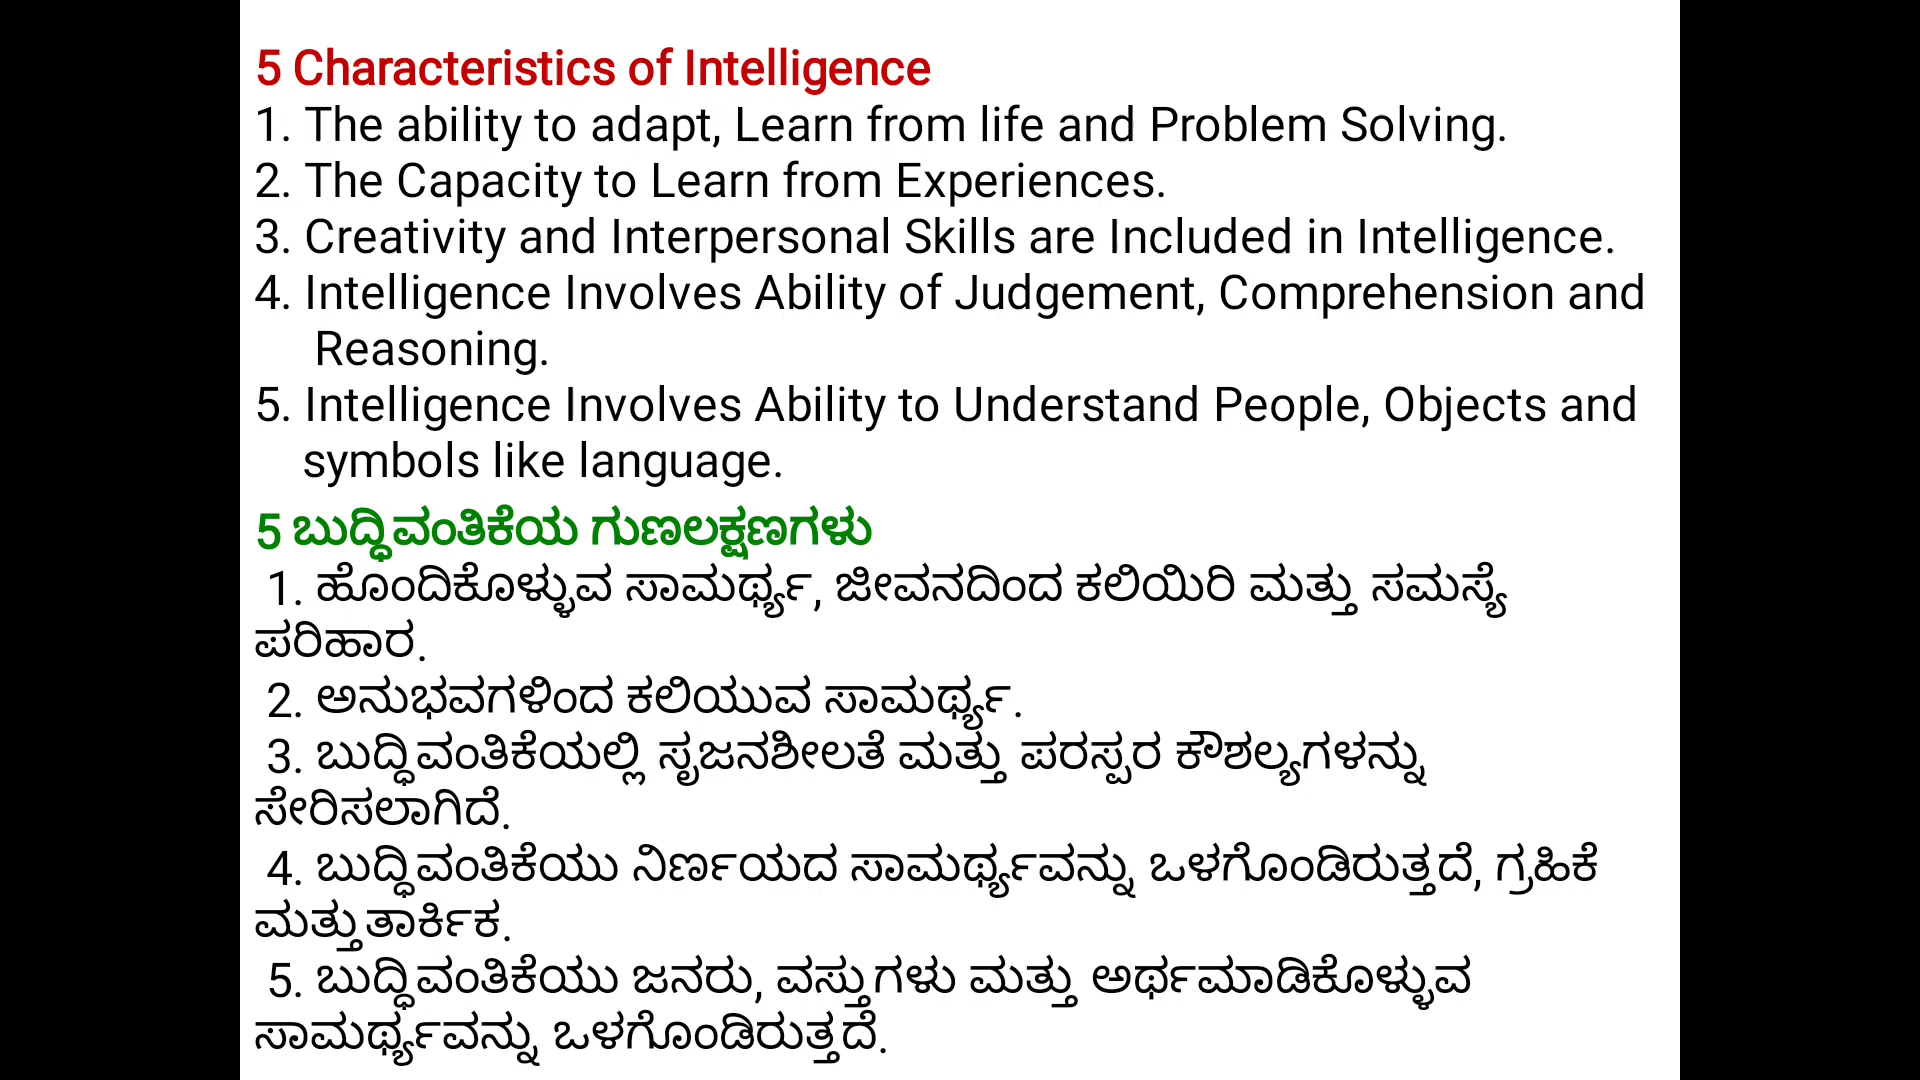 5 Characteristics of Intelligence
1. The ability to adapt, Learn from life and Problem Solving.
2. The Capacity to Learn from Experiences.
3. Creativity and Interpersonal Skills are Included in Intelligence.
4. Intelligence Involves Ability of Judgement, Comprehension and
Reasoning.
5. Intelligence Involves Ability to Understand People, Objects and
symbols like language.
5 ಬುದ್ಧಿವಂತಿಕೆಯ ಗುಣಲಕ್ಷಣಗಳು
1. ಹೊಂದಿಕೊಳ್ಳುವ ಸಾಮರ್ಥ್ಯ, ಜೀವನದಿಂದ ಕಲಿಯಿರಿ ಮತ್ತು ಸಮಸ್ಯೆ
ಪರಿಹಾರ.
2. ಅನುಭವಗಳಿಂದ ಕಲಿಯುವ ಸಾಮರ್ಥ್ಯ.
3. ಬುದ್ಧಿವಂತಿಕೆಯಲ್ಲಿ ಸೃಜನಶೀಲತೆ ಮತ್ತು ಪರಸ್ಪರ ಕೌಶಲ್ಯಗಳನ್ನು
ಸೇರಿಸಲಾಗಿದೆ.
4. ಬುದ್ಧಿವಂತಿಕೆಯು ನಿರ್ಣಯದ ಸಾಮರ್ಥ್ಯವನ್ನು ಒಳಗೊಂಡಿರುತ್ತದೆ, ಗ್ರಹಿಕೆ
ಮತ್ತುತಾರ್ಕಿಕ.
5. ಬುದ್ಧಿವಂತಿಕೆಯು ಜನರು, ವಸ್ತುಗಳು ಮತ್ತು ಅರ್ಥಮಾಡಿಕೊಳ್ಳುವ
ಸಾಮರ್ಥ್ಯವನ್ನು ಒಳಗೊಂಡಿರುತ್ತದೆ.